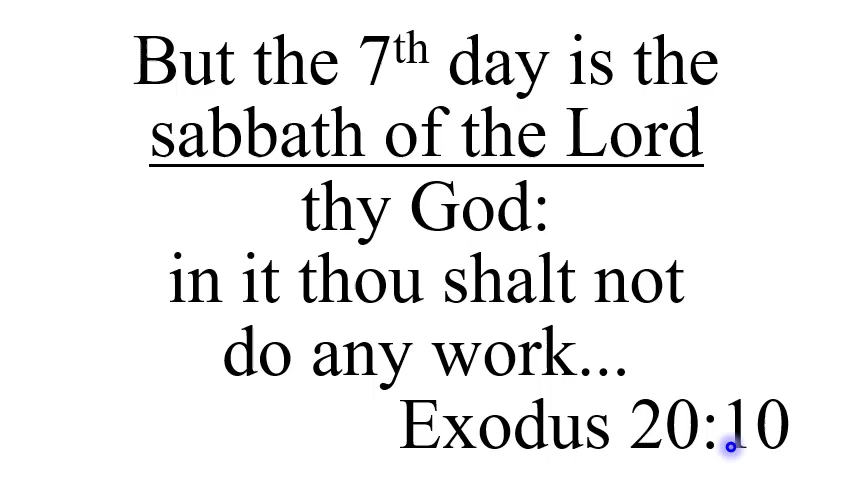 But the 7th day is the
sabbath of the Lord
thy God:
in it thou shalt not
do any work...
Exodus 20:10